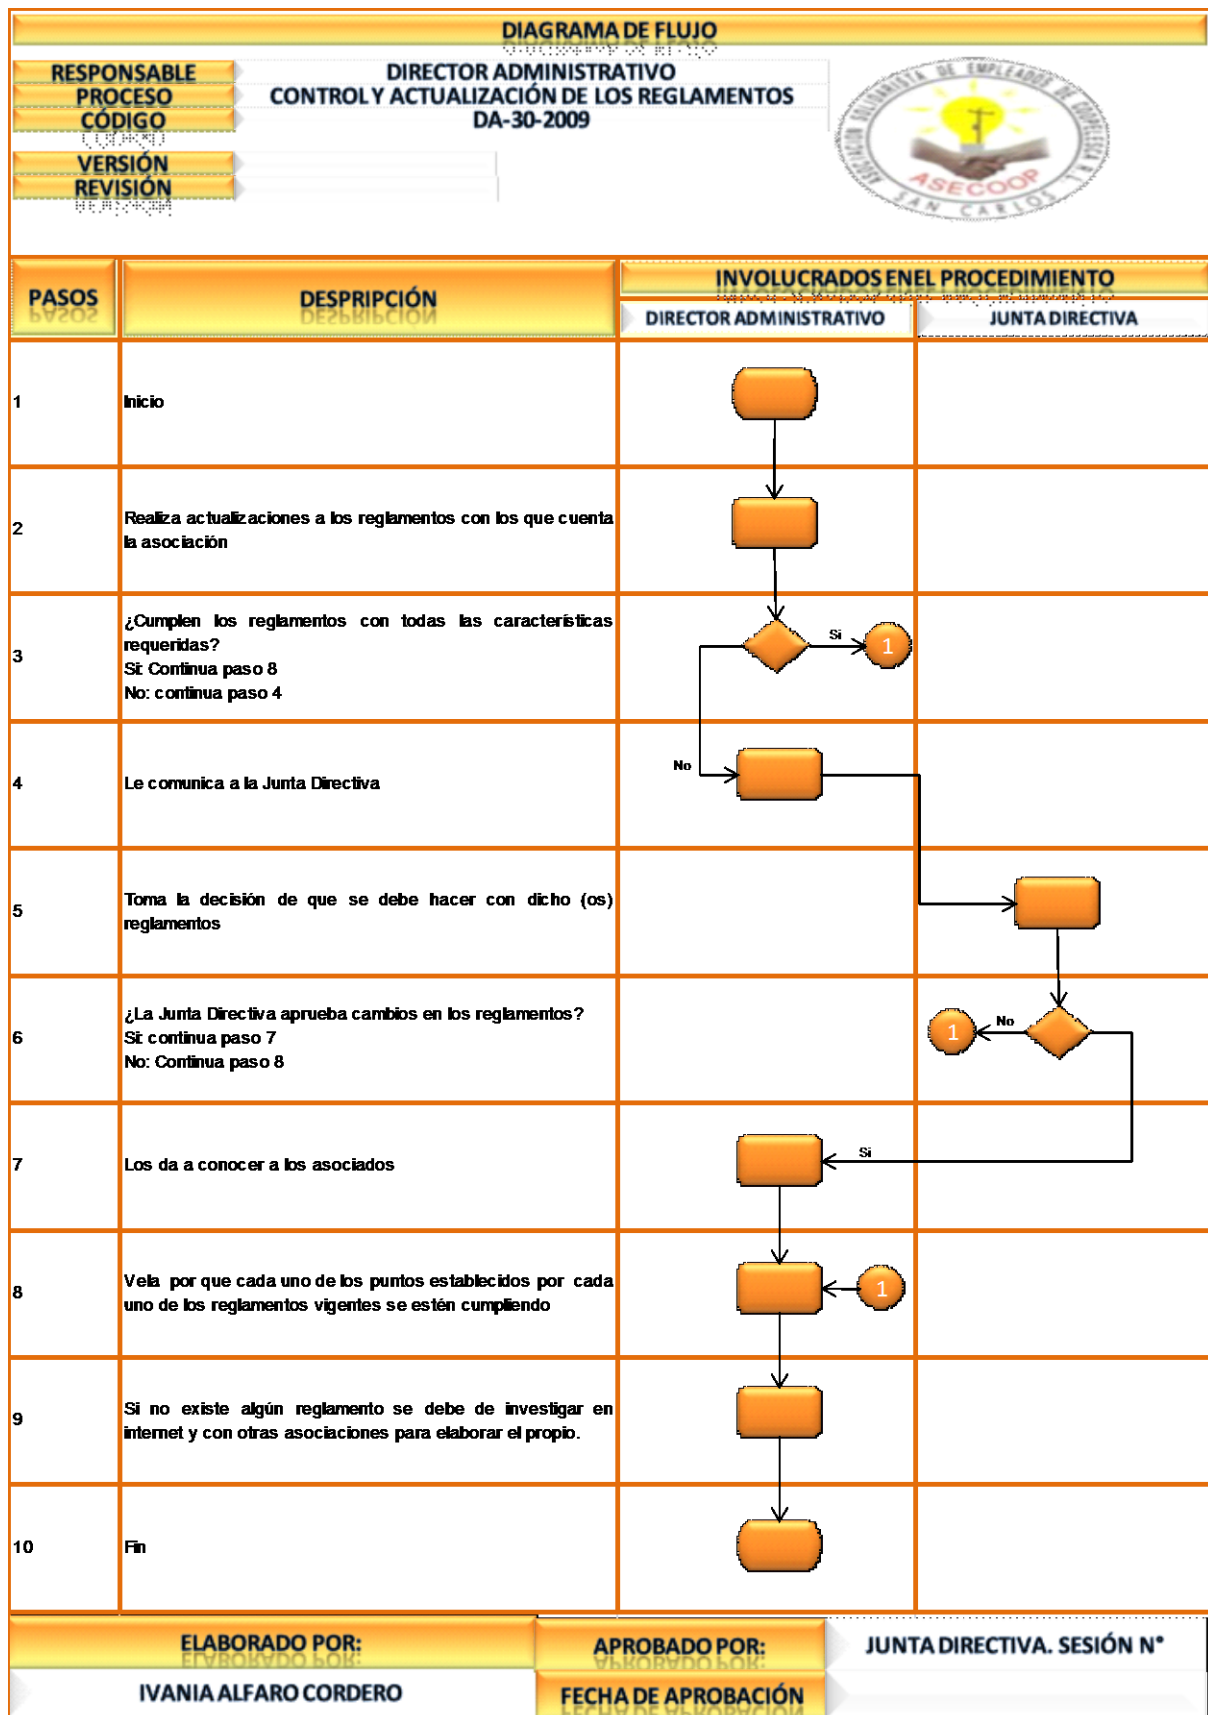 DIAGRAMA DE FLUJO
RESPONSABLE
DIRECTOR ADMINISTRATIVO
PROCESO
CONTROL Y ACTUALIZACIÓN DE LOS REGLAMENTOS
CÓDIGO
DA-30-2009
VERSIÓN
REVISIÓN
ASOCIACION SOLIDARISTA DE EMPLEADOS DE COOPELESCA R.L.
ASECOOP
SAN CARLOS
PASOS
DESPRIPCIÓN
INVOLUCRADOS ENEL PROCEDIMIENTO
DIRECTOR ADMINISTRATIVO
JUNTA DIRECTIVA
1
Inicio
2
Realiza actualizaciones a los reglamentos con los que cuenta
la asociación
3
¿Cumplen los reglamentos con todas las características
requeridas?
Si: Continua paso 8
No: continua paso 4
Si
1
4
Le comunica a la Junta Directiva
No
5
Toma la decisión de que se debe hacer con dicho (os)
reglamentos
6
¿La Junta Directiva aprueba cambios en los reglamentos?
Si: continua paso 7
No: Continua paso 8
1
No
7
Los da a conocer a los asociados
Si
8
Vela por que cada uno de los puntos establecidos por cada
uno de los reglamentos vigentes se estén cumpliendo
1
9
Si no existe algún reglamento se debe de investigar en
internet y con otras asociaciones para elaborar el propio.
10
Fin
ELABORADO POR:
APROBADO POR:
JUNTA DIRECTIVA. SESIÓN N°
IVANIA ALFARO CORDERO
FECHA DE APROBACIÓN